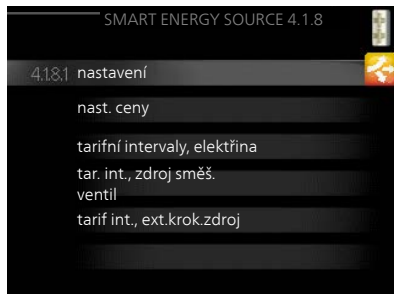 SMART ENERGY SOURCE 4.1.8
4.1.8.1 nastavení
nast. ceny
tarifní intervaly, elektřina
tar. int., zdroj směš.
ventil
tarif int., ext.krok.zdroj